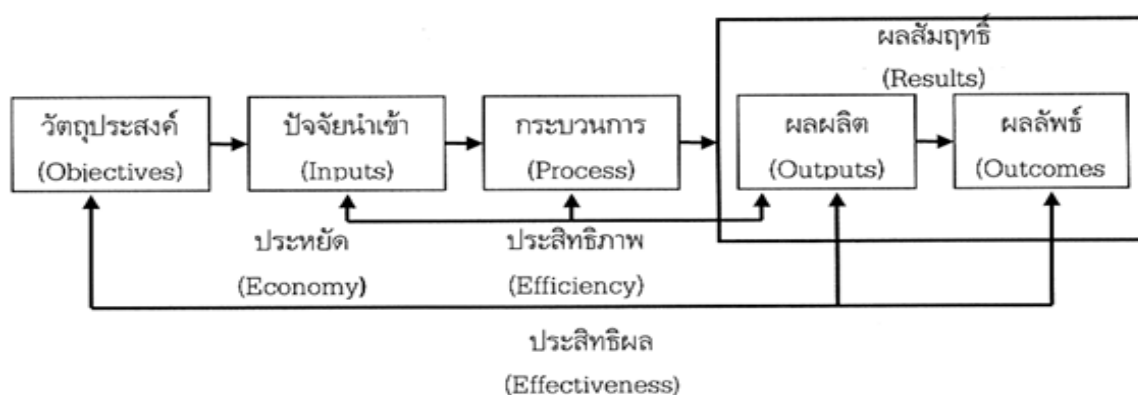 ผลสัมฤทธิ์
(Results)
วัตถุประสงค์
(Objectives)
ปัจจัยนำเข้า
(Inputs)
กระบวนการ
(Process)
ผลผลิต
(Outputs)
ผลลัพธ์
(Outcomes
ประหยัด
(Economy)
ประสิทธิภาพ
(Efficiency)
ประสิทธิผล
(Effectiveness)